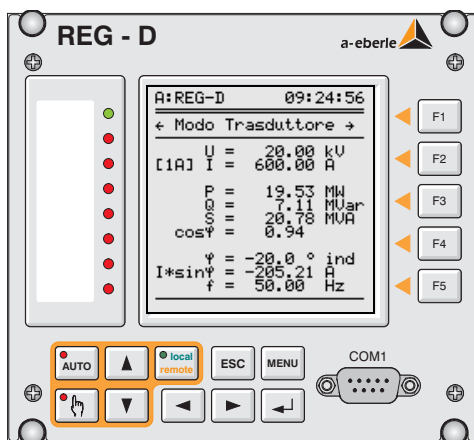 REG - D
a-eberle
A:REG-D 09:24:56
← Modo Trasduttore →
U = 20.00 kV
[1A] I = 600.00 A
P = 19.53 MW
Q = 7.11 MVar
S = 20.78 MVA
cosφ = 0.94
φ = -20.0 ° ind
I*sinφ = -205.21 A
f = 50.00 Hz
F1
F2
F3
F4
F5
AUTO
local
remote
ESC
MENU
COM1